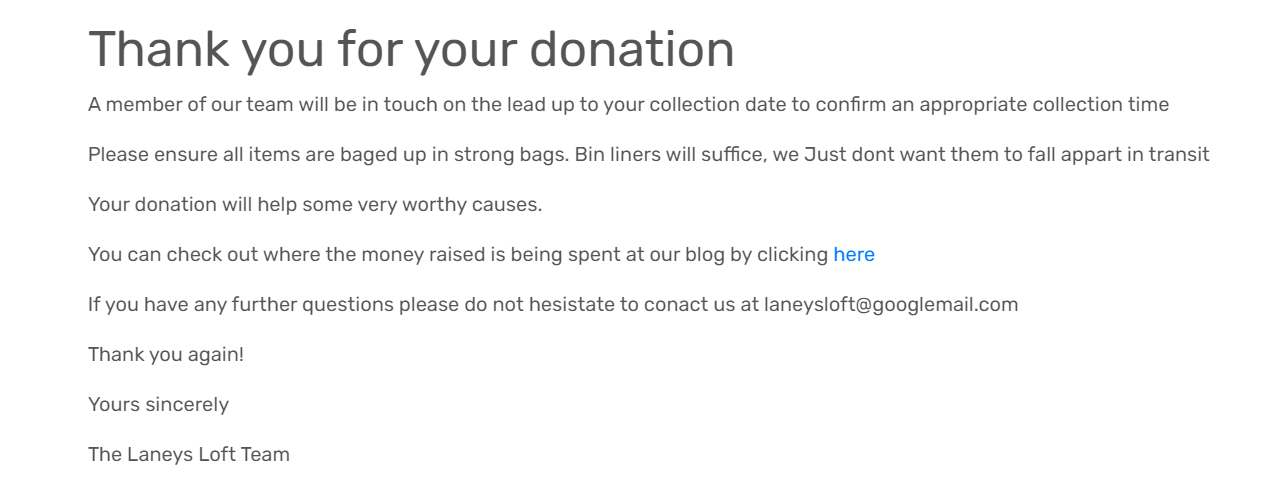 Thank you for your donation
A member of our team will be in touch on the lead up to your collection date to confirm an appropriate collection time
Please ensure all items are baged up in strong bags. Bin liners will suffice, we Just dont want them to fall appart in transit
Your donation will help some very worthy causes.
You can check out where the money raised is being spent at our blog by clicking here
If you have any further questions please do not hesistate to conact us at laneysloft@googlemail.com
Thank you again!
Yours sincerely
The Laneys Loft Team